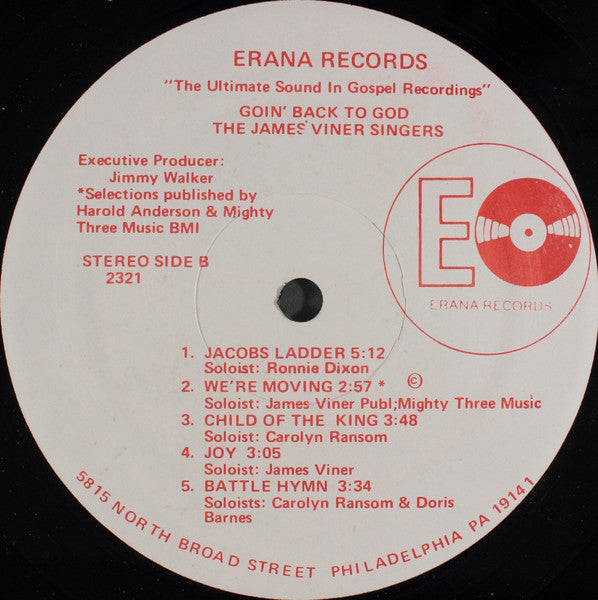 ERANA RECORDS
"The Ultimate Sound In Gospel Recordings"
GOIN' BACK TO GOD
THE JAMES VINER SINGERS
Executive Producer:
Jimmy Walker
*Selections published by
Harold Anderson & Mighty
Three Music BMI
STEREO SIDE B
2321
EO
ERANA RECORDS
1. JACOBS LADDER 5:12
Soloist: Ronnie Dixon
2. WE'RE MOVING 2:57 * ©
Soloist: James Viner Publ;Mighty Three Music
3. CHILD OF THE KING 3:48
Soloist: Carolyn Ransom
4. JOY 3:05
Soloist: James Viner
5. BATTLE HYMN 3:34
Soloists: Carolyn Ransom & Doris
Barnes
5815 NORTH BROAD STREET PHILADELPHIA PA 19141